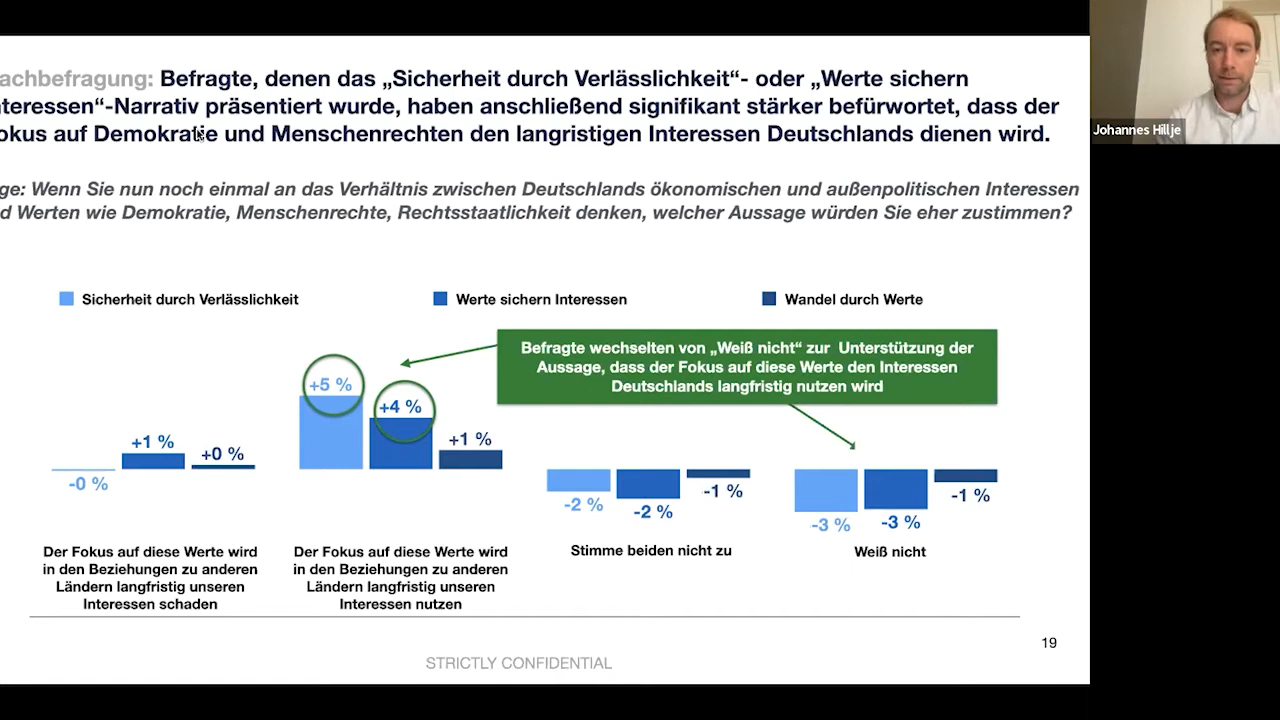 achbefragung: Befragte, denen das „Sicherheit durch Verlässlichkeit“- oder „Werte sichern
nteressen“-Narrativ präsentiert wurde, haben anschließend signifikant stärker befürwortet, dass der
okus auf Demokratie und Menschenrechten den langristigen Interessen Deutschlands dienen wird.
ge: Wenn Sie nun noch einmal an das Verhältnis zwischen Deutschlands ökonomischen und außenpolitischen Interessen
d Werten wie Demokratie, Menschenrechte, Rechtsstaatlichkeit denken, welcher Aussage würden Sie eher zustimmen?
Sicherheit durch Verlässlichkeit
Werte sichern Interessen
Wandel durch Werte
Befragte wechselten von „Weiß nicht“ zur Unterstützung der
Aussage, dass der Fokus auf diese Werte den Interessen
Deutschlands langfristig nutzen wird
-0 %
+1 %
+0 %
+5 %
+4 %
+1 %
-2 %
-2 %
-1 %
-3 %
-3 %
-1 %
Der Fokus auf diese Werte wird
in den Beziehungen zu anderen
Ländern langfristig unseren
Interessen schaden
Der Fokus auf diese Werte wird
in den Beziehungen zu anderen
Ländern langfristig unseren
Interessen nutzen
Stimme beiden nicht zu
Weiß nicht
19
STRICTLY CONFIDENTIAL
Johannes Hillje